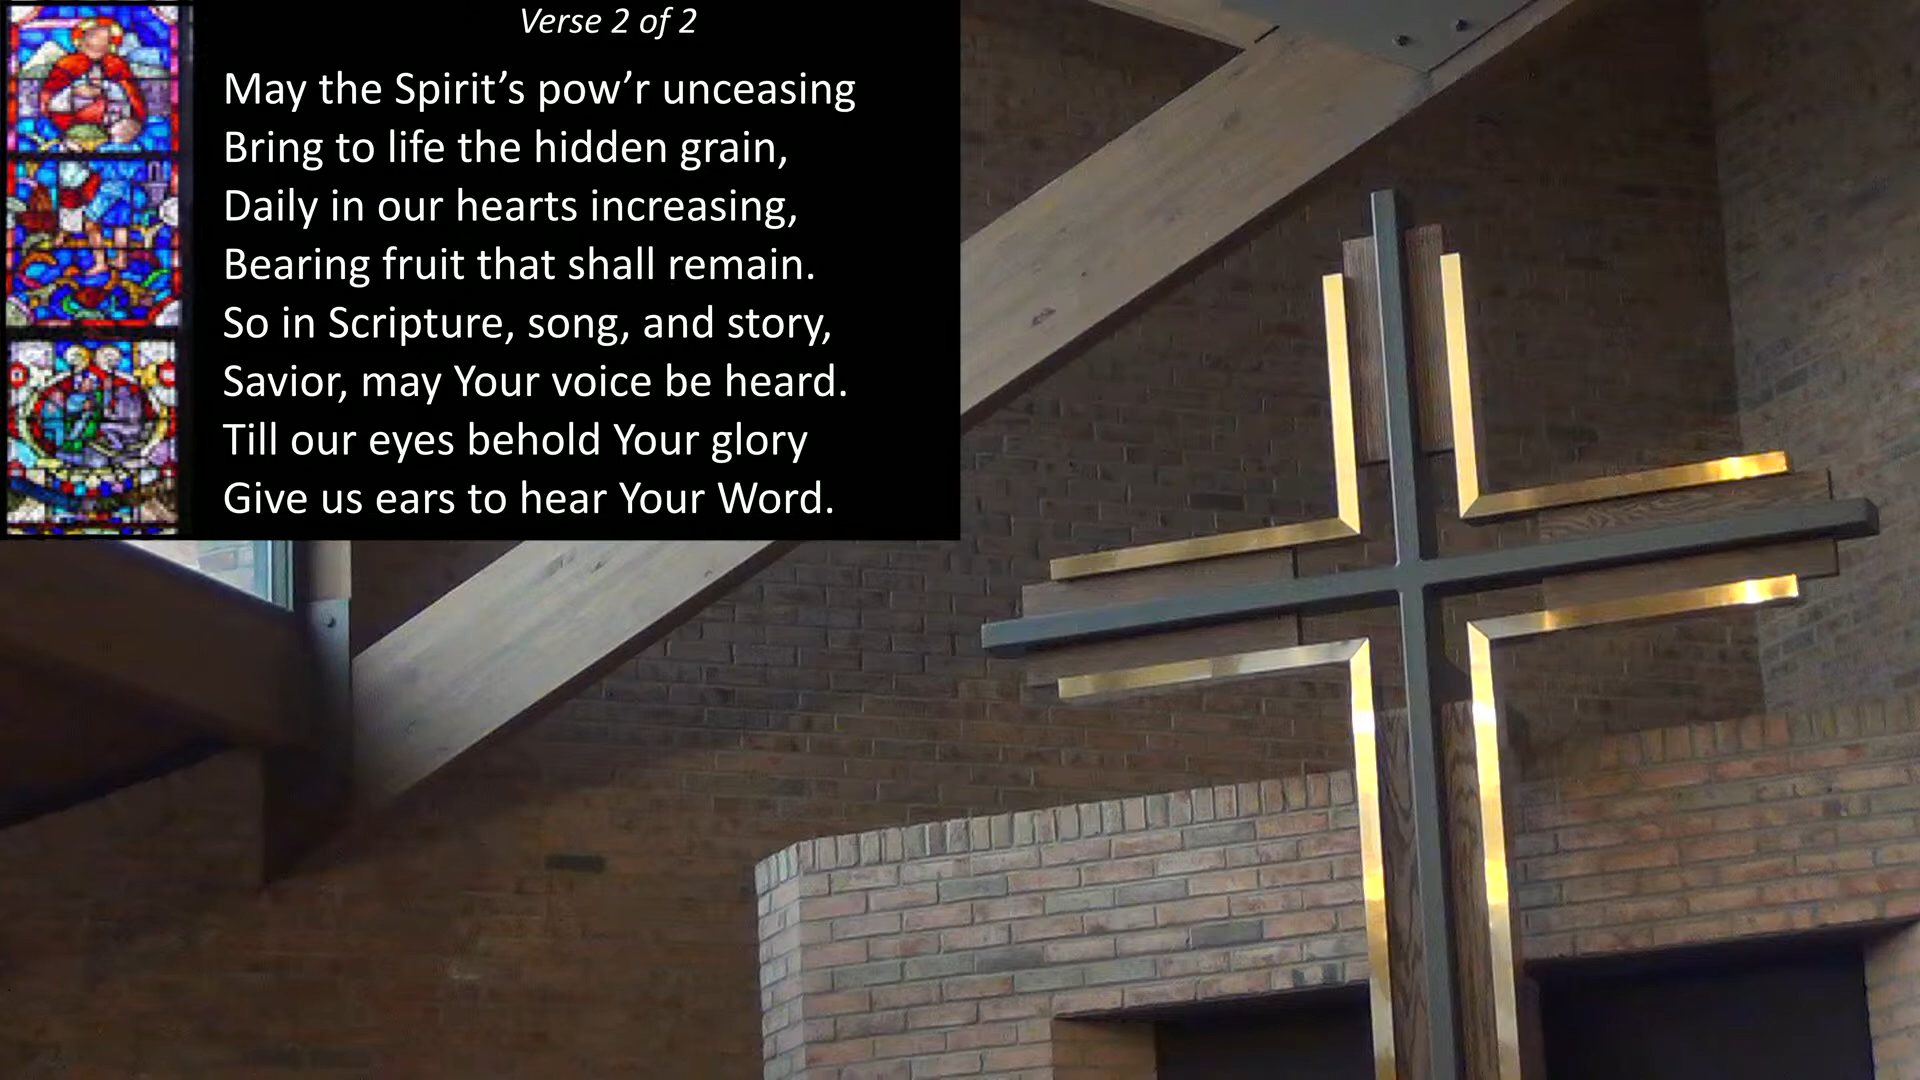 Verse 2 of 2
May the Spirit’s pow’r unceasing
Bring to life the hidden grain,
Daily in our hearts increasing,
Bearing fruit that shall remain.
So in Scripture, song, and story,
Savior, may Your voice be heard.
Till our eyes behold Your glory
Give us ears to hear Your Word.